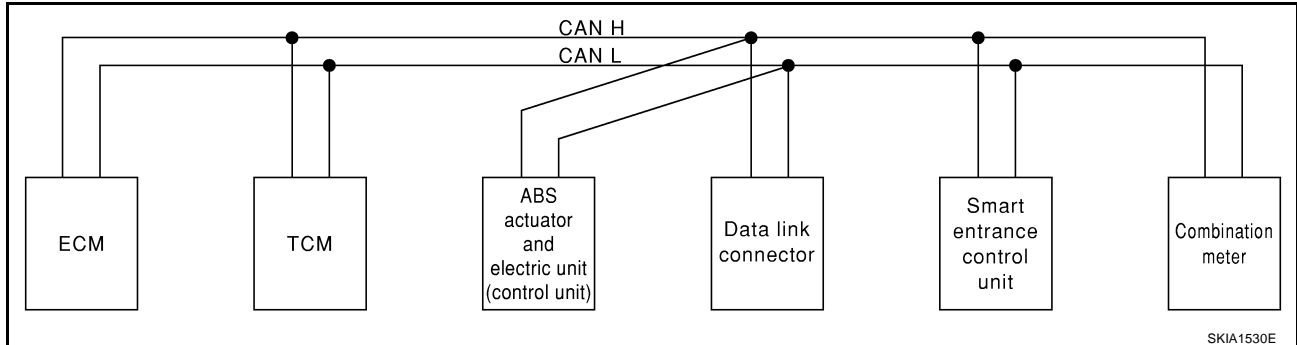 CAN H
CAN L
ECM
TCM
ABS
actuator
and
electric unit
(control unit)
Data link
connector
Smart
entrance
control
unit
Combination
meter
SKIA1530E